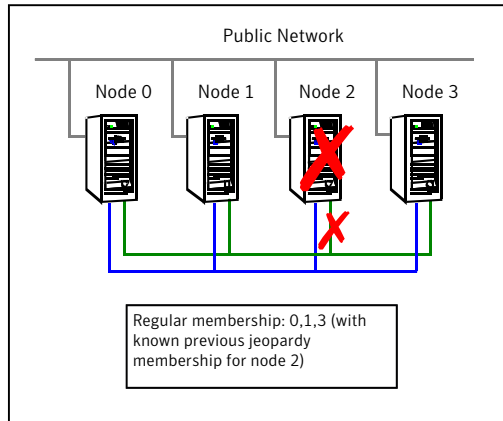 Public Network
Node 0 Node 1 Node 2 Node 3
Regular membership: 0,1,3 (with
known previous jeopardy
membership for node 2)